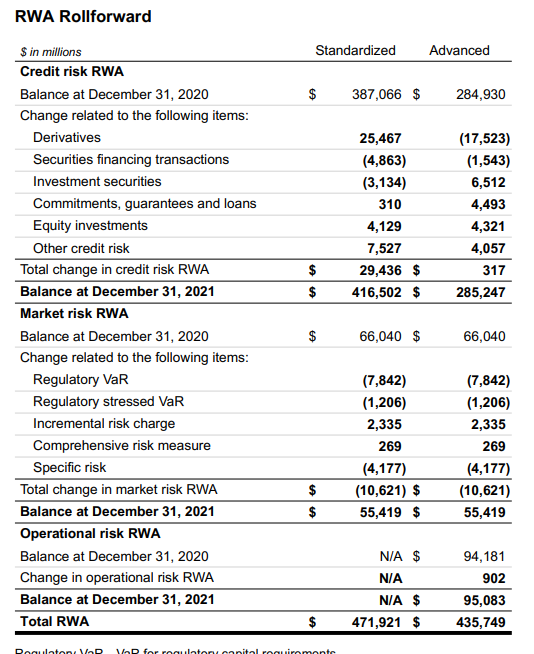 RWA Rollforward
$ in millions Standardized Advanced
Credit risk RWA
Balance at December 31, 2020 $ 387,066 $ 284,930
Change related to the following items:
Derivatives 25,467 (17,523)
Securities financing transactions (4,863) (1,543)
Investment securities (3,134) 6,512
Commitments, guarantees and loans 310 4,493
Equity investments 4,129 4,321
Other credit risk 7,527 4,057
Total change in credit risk RWA $ 29,436 $ 317
Balance at December 31, 2021 $ 416,502 $ 285,247
Market risk RWA
Balance at December 31, 2020 $ 66,040 $ 66,040
Change related to the following items:
Regulatory VaR (7,842) (7,842)
Regulatory stressed VaR (1,206) (1,206)
Incremental risk charge 2,335 2,335
Comprehensive risk measure 269 269
Specific risk (4,177) (4,177)
Total change in market risk RWA $ (10,621) $ (10,621)
Balance at December 31, 2021 $ 55,419 $ 55,419
Operational risk RWA
Balance at December 31, 2020 N/A $ 94,181
Change in operational risk RWA N/A 902
Balance at December 31, 2021 N/A $ 95,083
Total RWA $ 471,921 $ 435,749
Regulatory VaR VaR for regulatory capital requirements